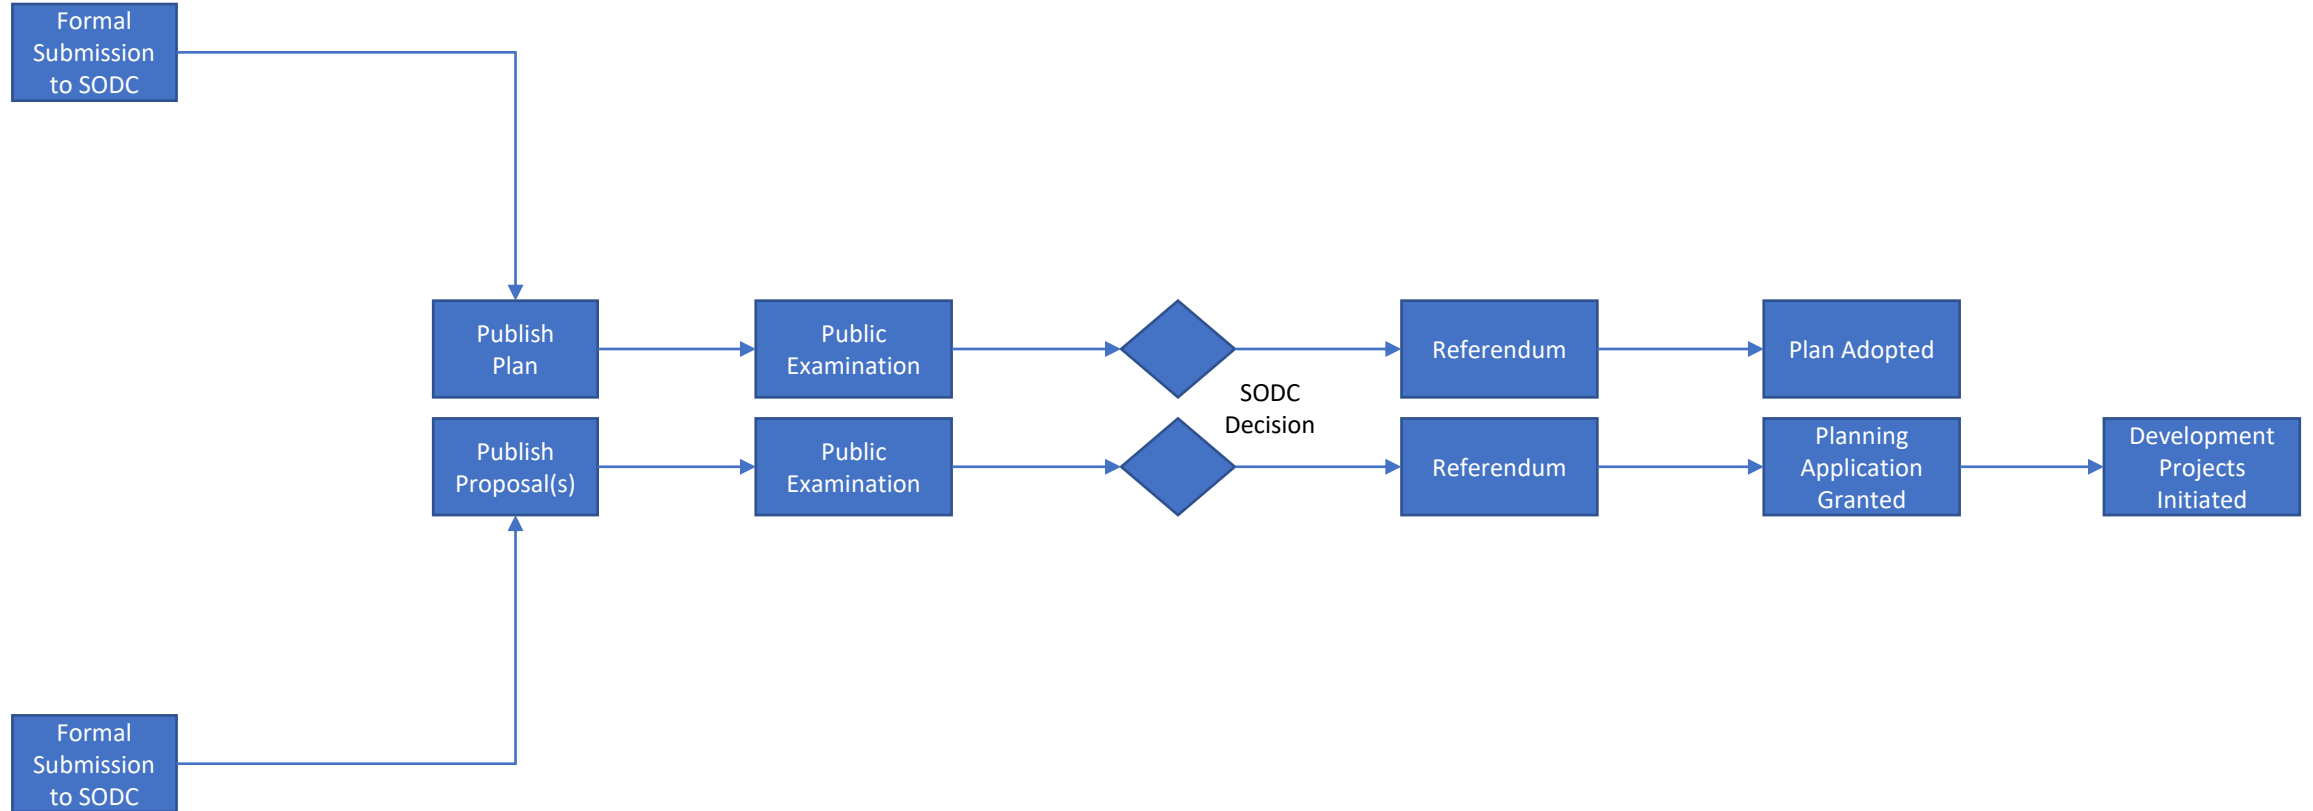 Formal
Submission
to SODC
Publish
Plan
Public
Examination
Referendum
Plan Adopted
SODC
Decision
Publish
Proposal(s)
Public
Examination
Referendum
Planning
Application
Granted
Development
Projects
Initiated
Formal
Submission
to SODC